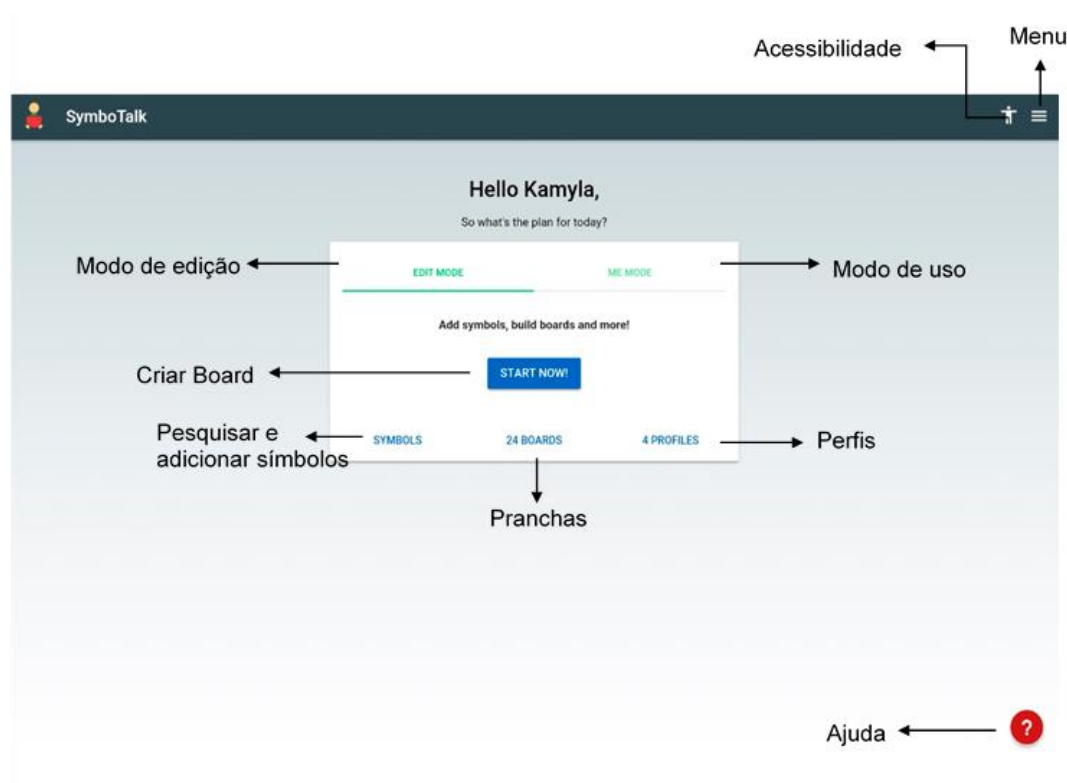 Acessibilidade
Menu
SymboTalk
Hello Kamyla,
So what's the plan for today?
Modo de edição
EDIT MODE
ME MODE
Modo de uso
Add symbols, build boards and more!
Criar Board
START NOW!
Pesquisar e
adicionar símbolos
SYMBOLS
24 BOARDS
4 PROFILES
Perfis
Pranchas
Ajuda
?